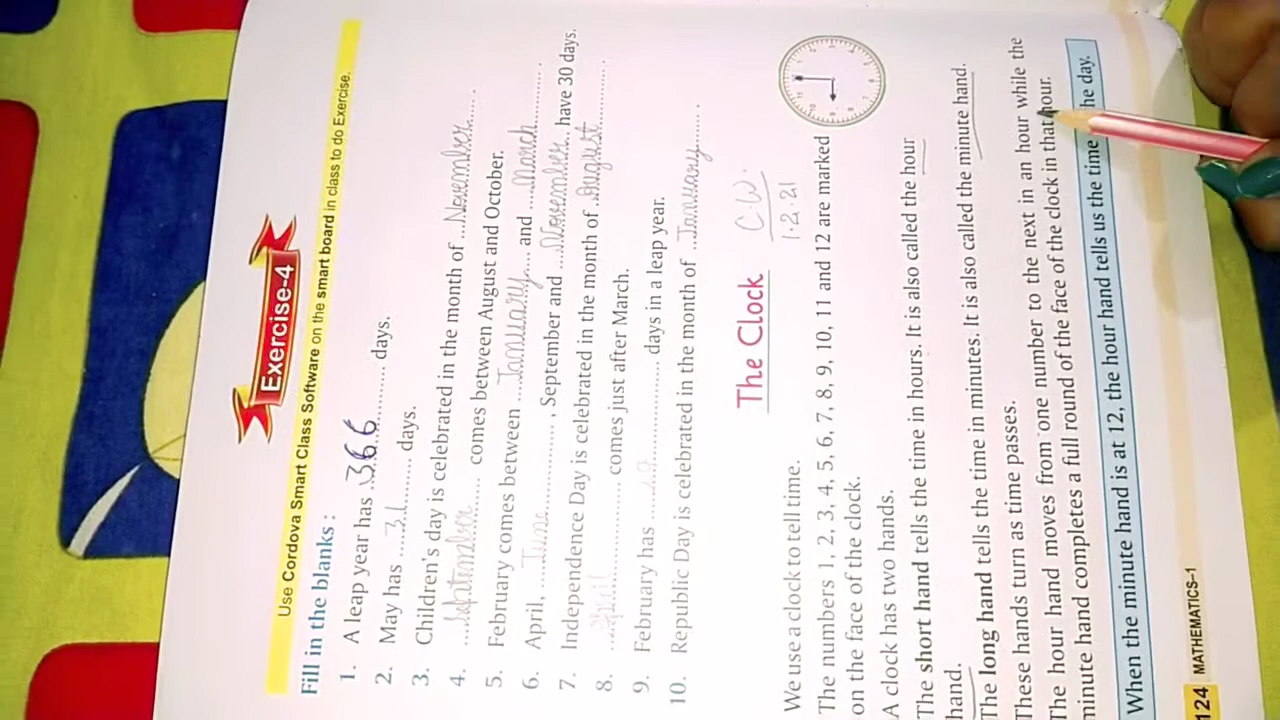 Exercise-4
Use Cordova Smart Class Software on the smart board in class to do Exercise.
Fill in the blanks :
1. A leap year has ...366.......... days.
2. May has ....31....... days.
3. Children's day is celebrated in the month of ...November......
4. ....September....... comes between August and October.
5. February comes between ....January.... and ....March.......
6. April, ....June............, September and ....November.. have 30 days.
7. Independence Day is celebrated in the month of ..August..........
8. ....April............ comes just after March.
9. February has .....29............ days in a leap year.
10. Republic Day is celebrated in the month of ...January........
The Clock
C.W.
1.2.21
We use a clock to tell time.
The numbers 1, 2, 3, 4, 5, 6, 7, 8, 9, 10, 11 and 12 are marked
on the face of the clock.
A clock has two hands.
The short hand tells the time in hours. It is also called the hour
hand.
The long hand tells the time in minutes. It is also called the minute hand.
These hands turn as time passes.
The hour hand moves from one number to the next in an hour while the
minute hand completes a full round of the face of the clock in that hour.
When the minute hand is at 12, the hour hand tells us the time he day.
124 MATHEMATICS-1